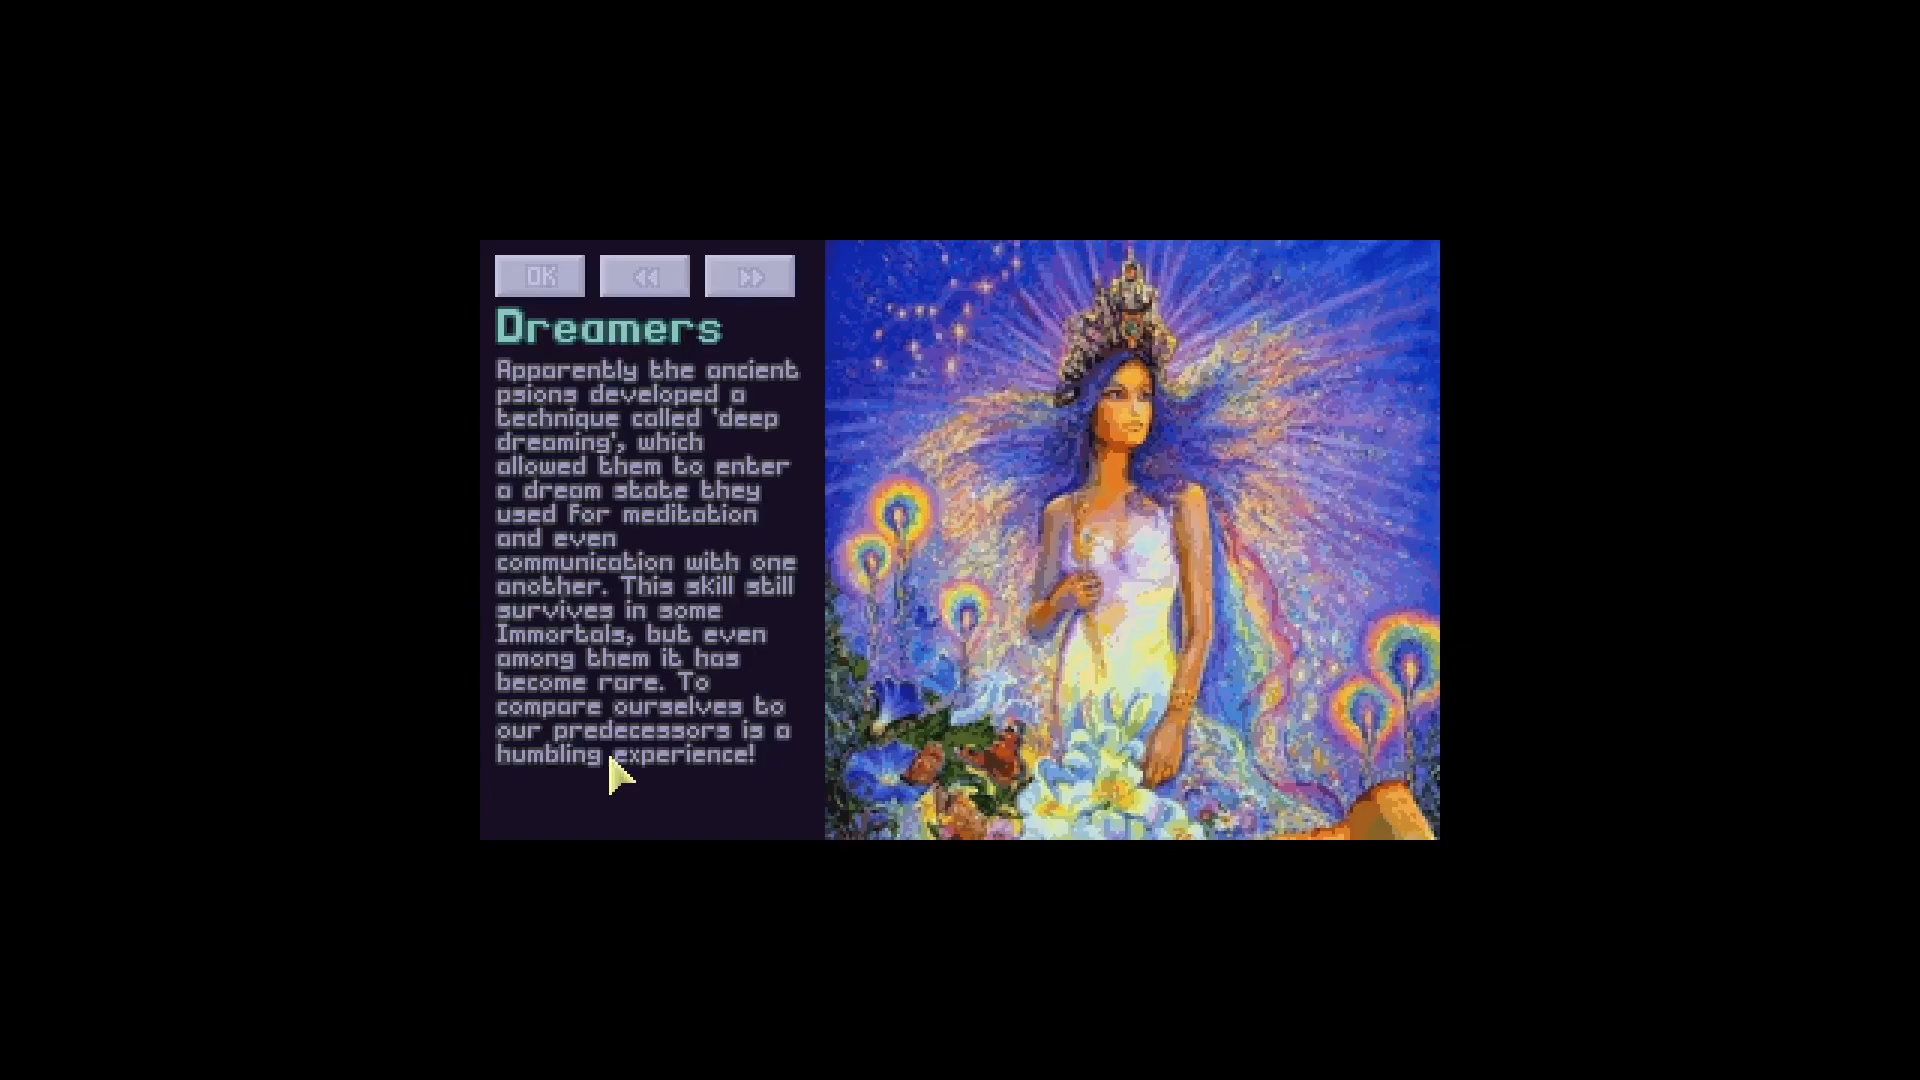 OK
Dreamers
Apparently the ancient
psions developed a
technique called 'deep
dreaming', which
allowed them to enter
a dream state they
used for meditation
and even
communication with one
another. This skill still
survives in some
Immortals, but even
among them it has
become rare. To
compare ourselves to
our predecessors is a
humbling experience!